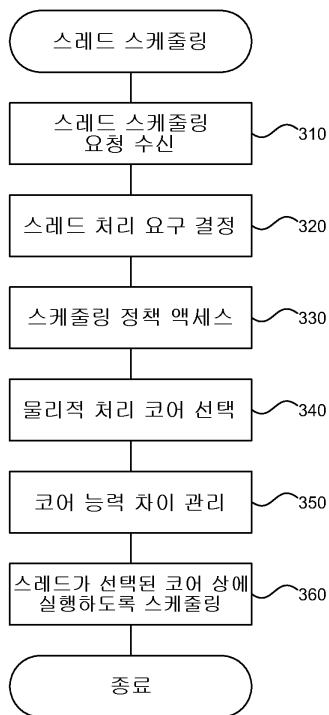 스레드 스케줄링
스레드 스케줄링
요청 수신
310
스레드 처리 요구 결정
320
스케줄링 정책 액세스
330
물리적 처리 코어 선택
340
코어 능력 차이 관리
350
스레드가 선택된 코어 상에
실행하도록 스케줄링
360
종료